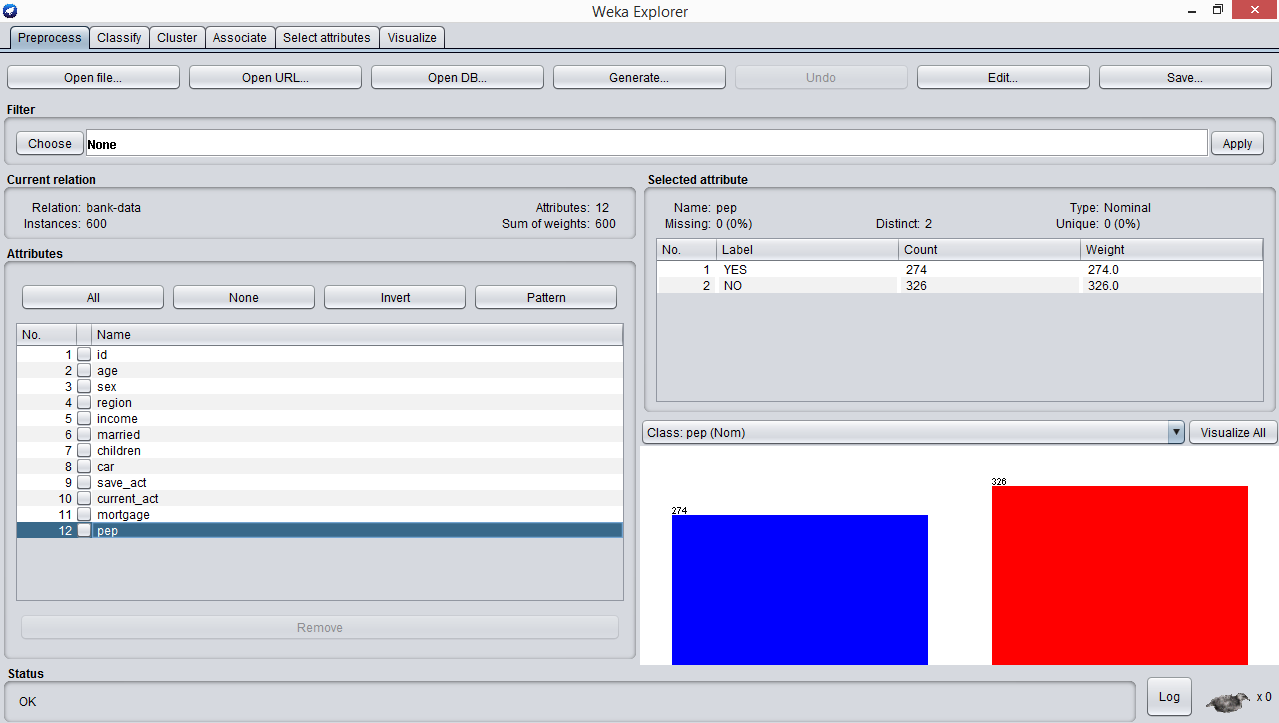 Weka Explorer
Preprocess Classify Cluster Associate Select attributes Visualize
Open file... Open URL... Open DB... Generate... Undo Edit... Save...
Filter
Choose None Apply
Current relation
Relation: bank-data Attributes: 12
Instances: 600 Sum of weights: 600
Attributes
All None Invert Pattern
No. Name
1 id
2 age
3 sex
4 region
5 income
6 married
7 children
8 car
9 save_act
10 current_act
11 mortgage
12 pep
Remove
Selected attribute
Name: pep Type: Nominal
Missing: 0 (0%) Distinct: 2 Unique: 0 (0%)
No. Label Count Weight
1 YES 274 274.0
2 NO 326 326.0
Class: pep (Nom) Visualize All
274
326
Status
OK
Log x 0